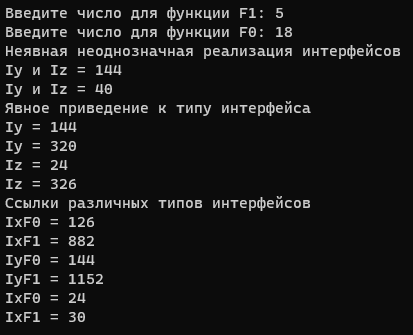 Введите число для функции F1: 5
Введите число для функции F0: 18
Неявная неоднозначная реализация интерфейсов
Iy и Iz = 144
Iy и Iz = 40
Явное приведение к типу интерфейса
Iy = 144
Iy = 320
Iz = 24
Iz = 326
Ссылки различных типов интерфейсов
IxF0 = 126
IxF1 = 882
IyF0 = 144
IyF1 = 1152
IxF0 = 24
IxF1 = 30